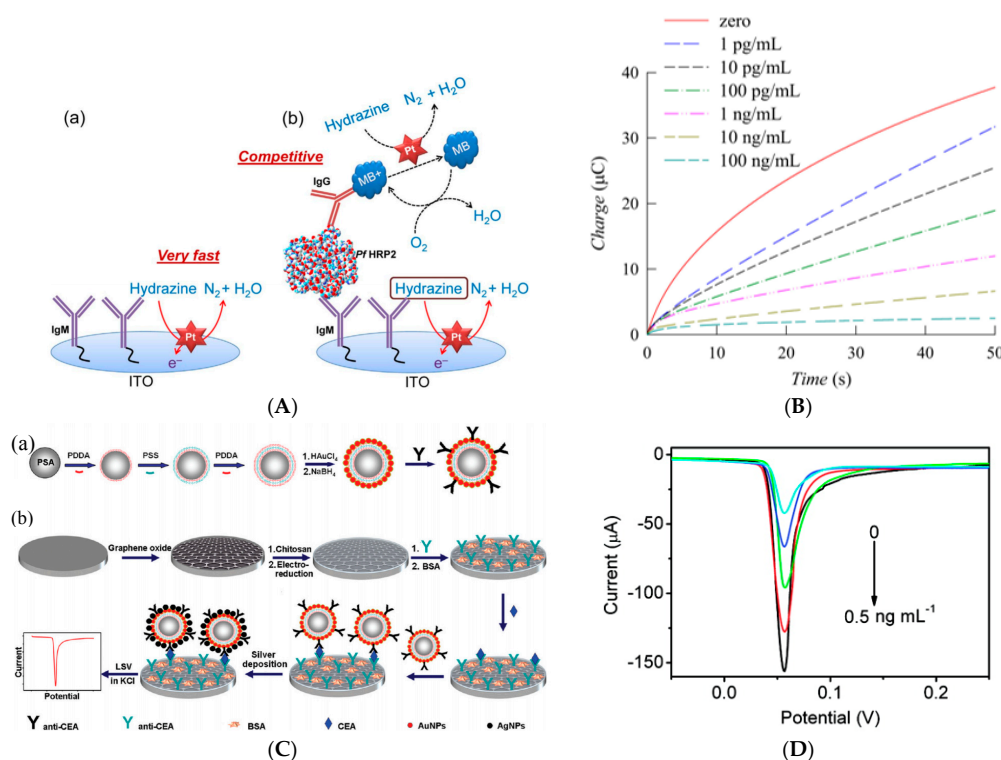 (a)
(b)
Hydrazine N₂ + H₂O
Competitive
Pt
MB+
MB
IgG
H₂O
O₂
Pf HRP2
Very fast
Hydrazine N₂ + H₂O
Hydrazine N₂ + H₂O
IgM
Pt
e⁻
IgM
Pt
e⁻
ITO
ITO
(A)
zero
1 pg/mL
10 pg/mL
100 pg/mL
1 ng/mL
10 ng/mL
100 ng/mL
40
30
20
10
0
Charge (μC)
0 10 20 30 40 50
Time (s)
(B)
(a)
PSA
PDDA
PSS
PDDA
1.HAuCl₄
2.NaBH₄
Y
(b)
Graphene oxide
1.Chitosan
2.Electro-
reduction
1. Y
2. BSA
Silver
deposition
LSV
in KCl
Current
Potential
anti-CEA
anti-CEA
BSA
CEA
AuNPs
AgNPs
(C)
0
-50
-100
-150
Current (μA)
0
0.5 ng mL⁻¹
0.0 0.1 0.2
Potential (V)
(D)